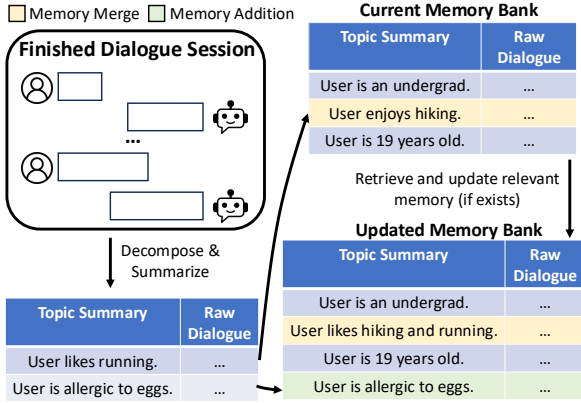 Memory Merge
Memory Addition
Finished Dialogue Session
...
Decompose &
Summarize
Topic Summary
Raw
Dialogue
User likes running.
...
User is allergic to eggs.
...
Current Memory Bank
Topic Summary
Raw
Dialogue
User is an undergrad.
...
User enjoys hiking.
...
User is 19 years old.
...
Retrieve and update relevant
memory (if exists)
Updated Memory Bank
Topic Summary
Raw
Dialogue
User is an undergrad.
...
User likes hiking and running.
...
User is 19 years old.
...
User is allergic to eggs.
...